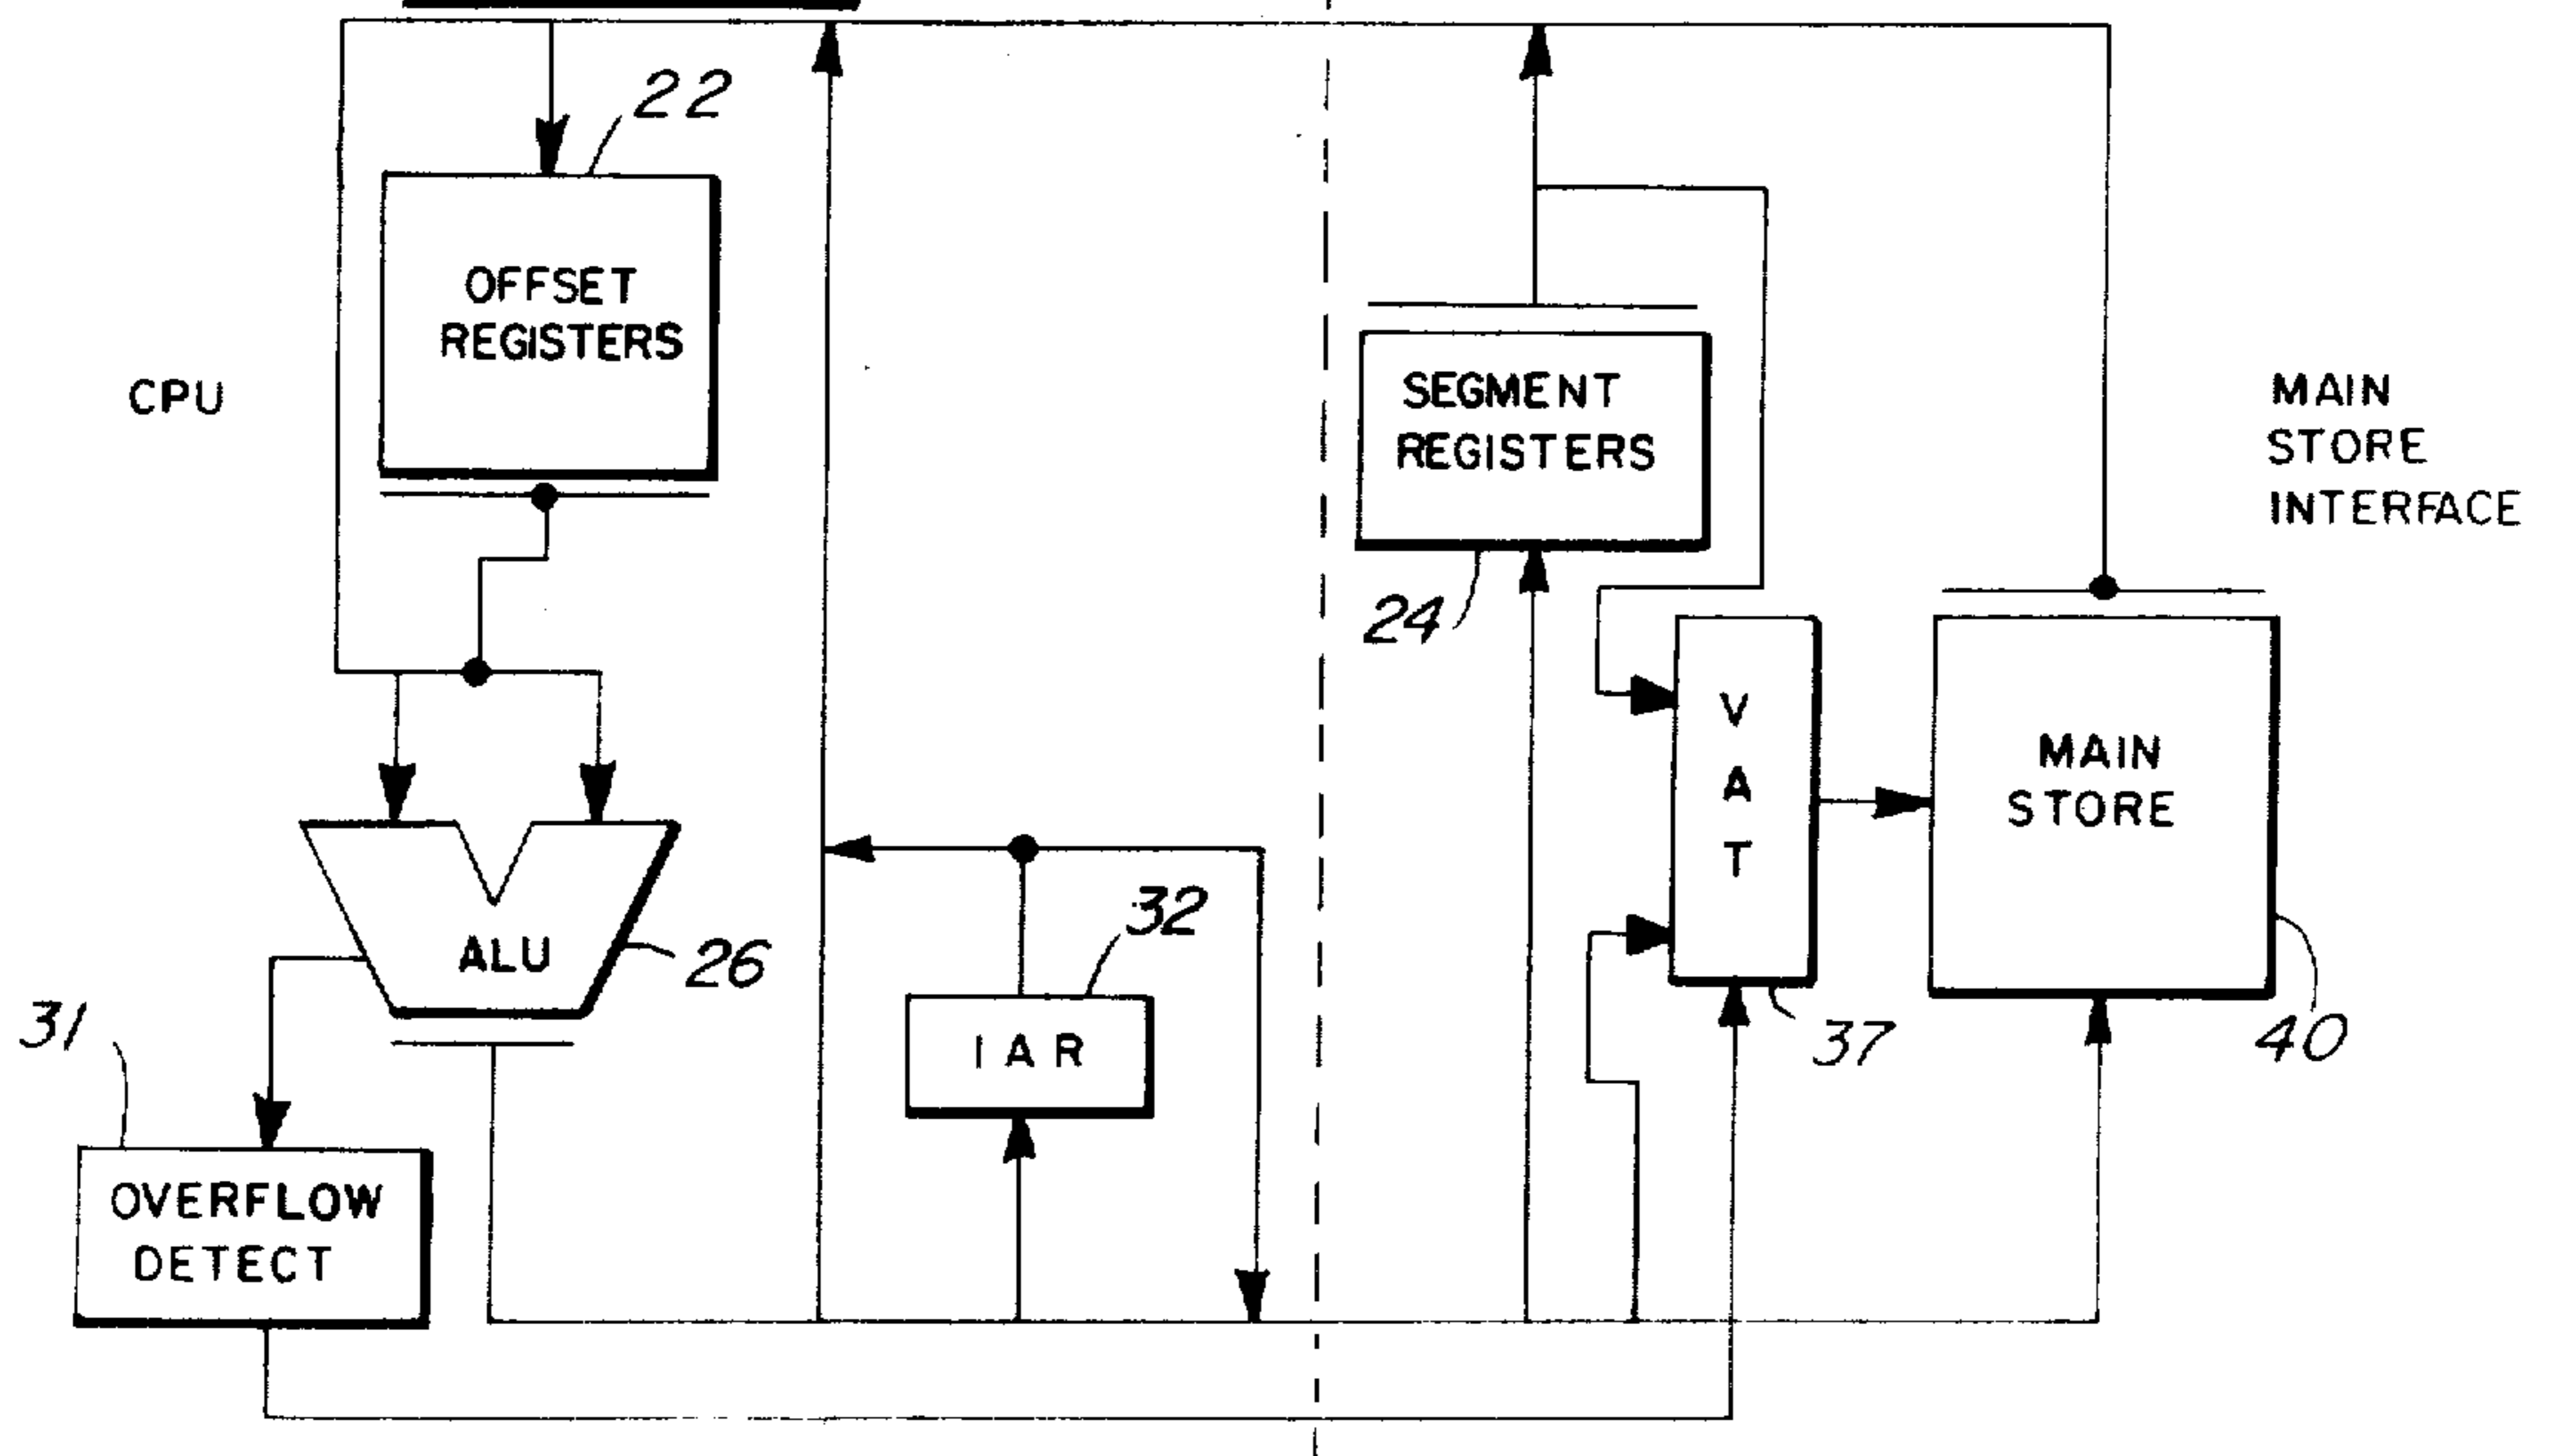 22
OFFSET
REGISTERS
CPU
SEGMENT
REGISTERS
24
MAIN
STORE
INTERFACE
V
A
T
37
MAIN
STORE
40
ALU
26
32
IAR
31
OVERFLOW
DETECT